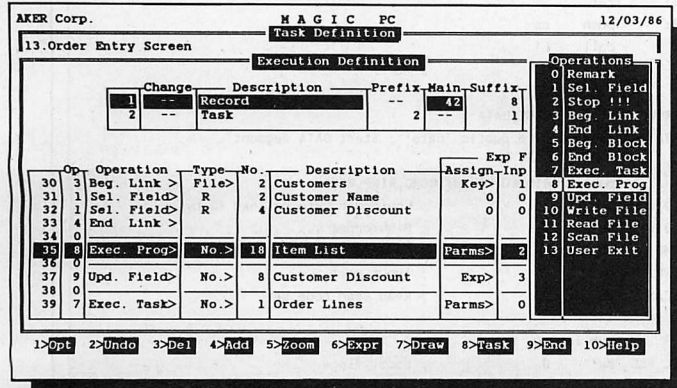 AKER Corp. M A G I C PC 12/03/86
Task Definition
13.Order Entry Screen
Execution Definition
Operations
0 Remark
1 Sel. Field
2 Stop !!!
3 Beg. Link
4 End Link
5 Beg. Block
6 End Block
7 Exec. Task
8 Exec. Prog
9 Upd. Field
10 Write File
11 Read File
12 Scan File
13 User Exit
Change Description Prefix Main Suffix
1 -- Record -- 42 8
2 -- Task 2 -- 1
Exp F
Op Operation Type No. Description Assign Inp
30 3 Beg. Link > File> 2 Customers Key> 1
31 1 Sel. Field> R 2 Customer Name 0 0
32 1 Sel. Field> R 4 Customer Discount 0 0
33 4 End Link >
34 0
35 8 Exec. Prog> No.> 18 Item List Parms> 2
36 0
37 9 Upd. Field> No.> 8 Customer Discount Exp> 3
38 0
39 7 Exec. Task> No.> 1 Order Lines Parms> 0
1>Opt 2>Undo 3>Del 4>Add 5>Zoom 6>Expr 7>Draw 8>Task 9>End 10>Help